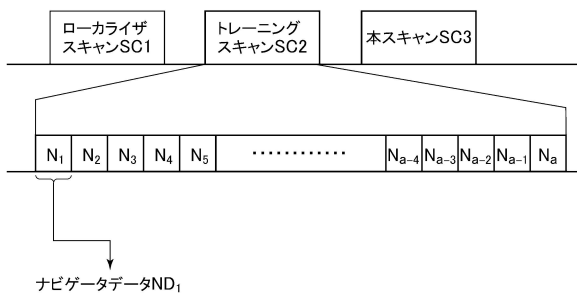 ローカライザ
スキャンSC1
トレーニング
スキャンSC2
本スキャンSC3
N1 N2 N3 N4 N5 ………… Na-4 Na-3 Na-2 Na-1 Na
ナビゲータデータND1